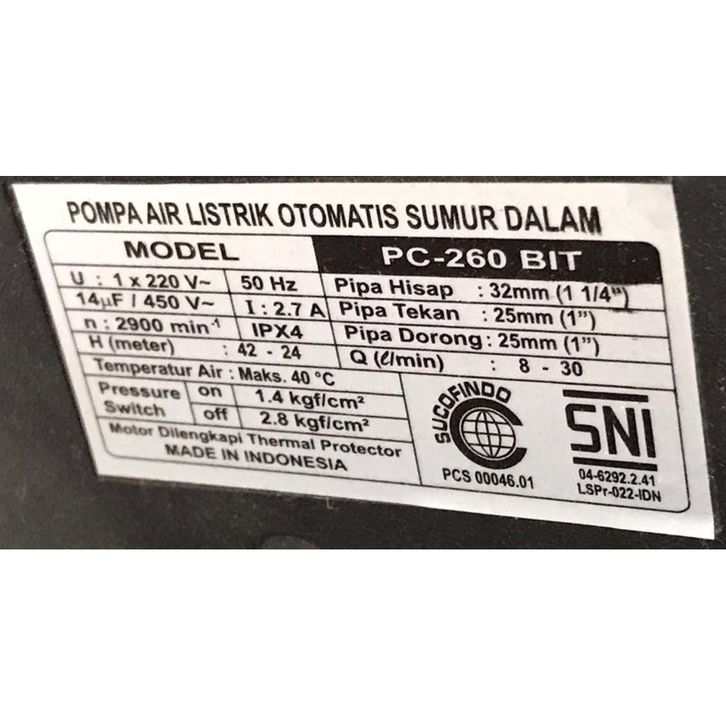 POMPA AIR LISTRIK OTOMATIS SUMUR DALAM
MODEL PC-260 BIT
U : 1 x 220 V~ 50 Hz Pipa Hisap : 32mm (1 1/4")
14µF / 450 V~ I : 2.7 A Pipa Tekan : 25mm (1")
n : 2900 min⁻¹ IPX4 Pipa Dorong : 25mm (1")
H (meter) : 42 - 24 Q (ℓ/min) : 8 - 30
Temperatur Air : Maks. 40 °C
Pressure Switch on 1.4 kgf/cm²
off 2.8 kgf/cm²
Motor Dilengkapi Thermal Protector
MADE IN INDONESIA
SUCOFINDO
PCS 00046.01
SNI
04-6292.2.41
LSPr-022-IDN